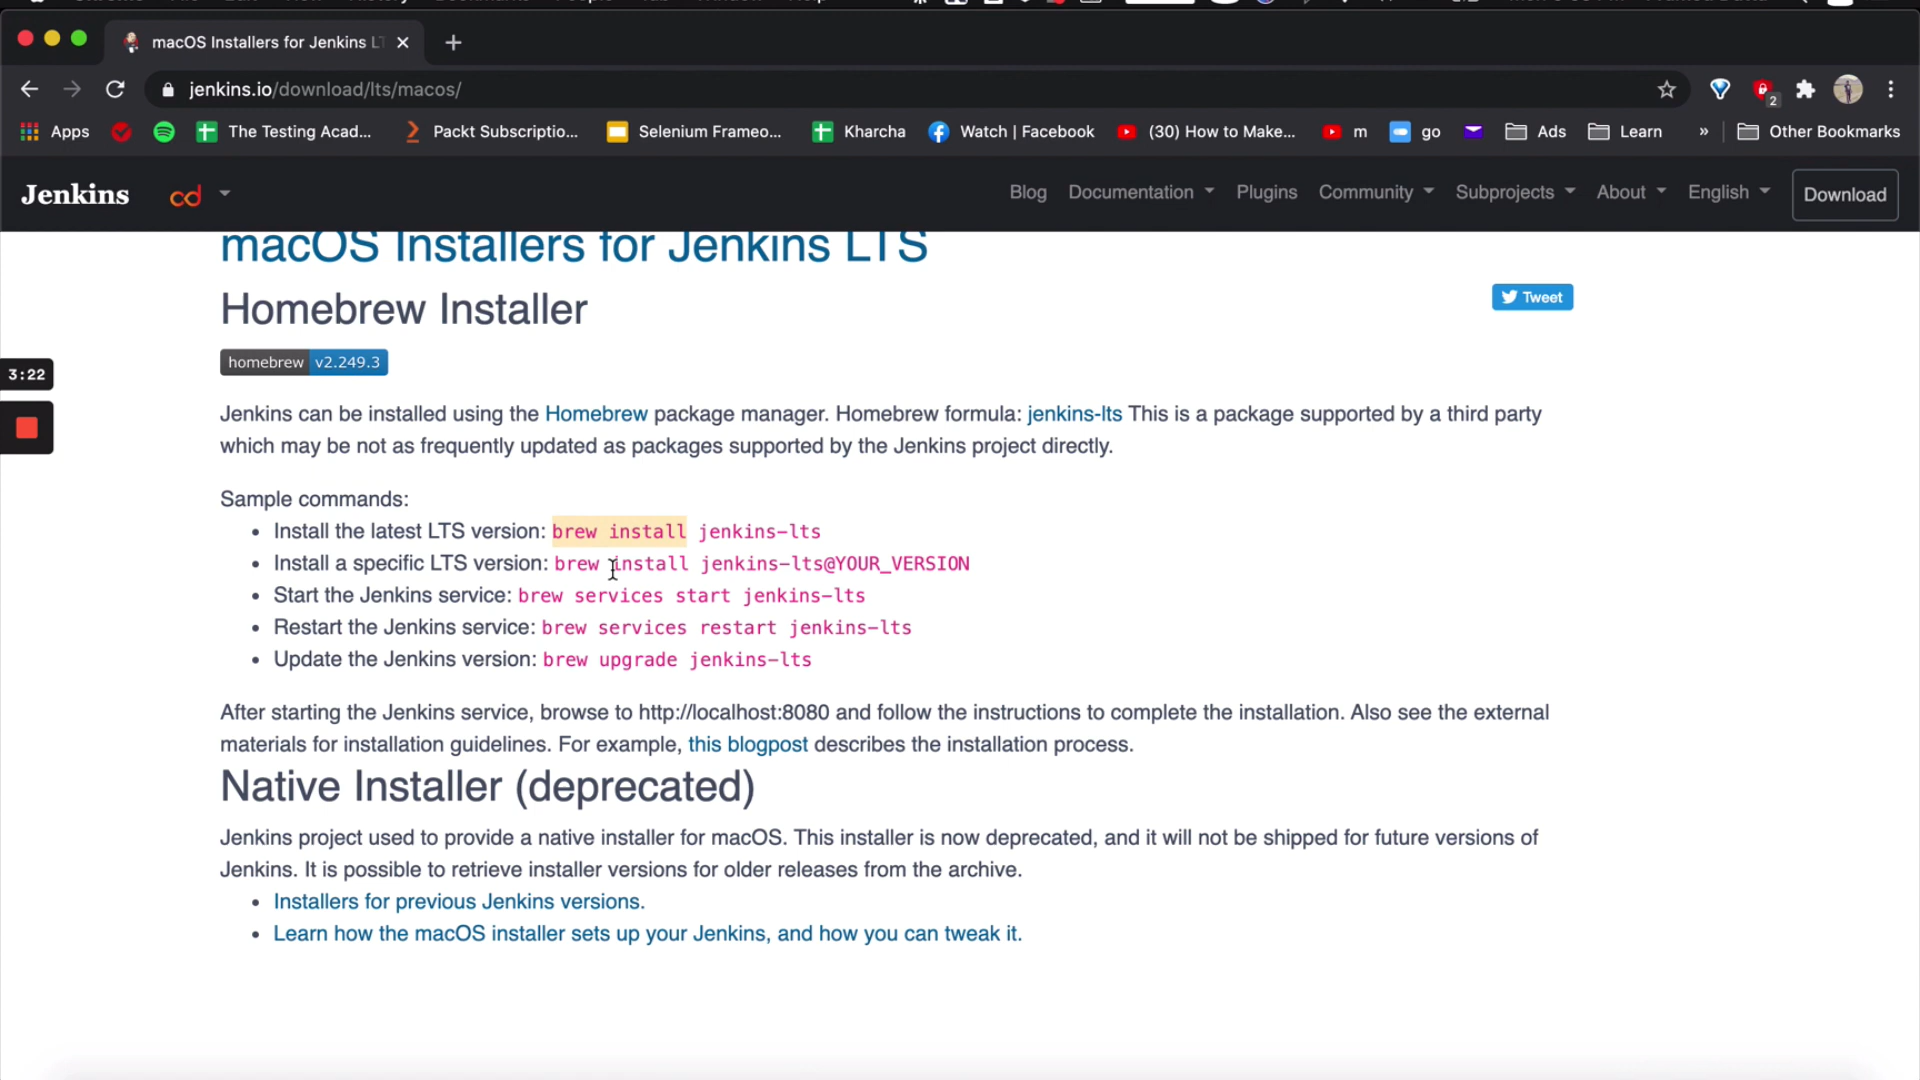 macOS Installers for Jenkins LT
jenkins.io/download/lts/macos/
2
Apps
The Testing Acad...
Packt Subscriptio...
Selenium Frameo...
Kharcha
Watch | Facebook
(30) How to Make...
m
go
Ads
Learn
»
Other Bookmarks
Jenkins
cd
Blog
Documentation
Plugins
Community
Subprojects
About
English
Download
macOS Installers for Jenkins LTS
Homebrew Installer
Tweet
homebrew v2.249.3
3:22
Jenkins can be installed using the Homebrew package manager. Homebrew formula: jenkins-lts This is a package supported by a third party
which may be not as frequently updated as packages supported by the Jenkins project directly.
Sample commands:
• Install the latest LTS version: brew install jenkins-lts
• Install a specific LTS version: brew install jenkins-lts@YOUR_VERSION
• Start the Jenkins service: brew services start jenkins-lts
• Restart the Jenkins service: brew services restart jenkins-lts
• Update the Jenkins version: brew upgrade jenkins-lts
After starting the Jenkins service, browse to http://localhost:8080 and follow the instructions to complete the installation. Also see the external
materials for installation guidelines. For example, this blogpost describes the installation process.
Native Installer (deprecated)
Jenkins project used to provide a native installer for macOS. This installer is now deprecated, and it will not be shipped for future versions of
Jenkins. It is possible to retrieve installer versions for older releases from the archive.
• Installers for previous Jenkins versions.
• Learn how the macOS installer sets up your Jenkins, and how you can tweak it.